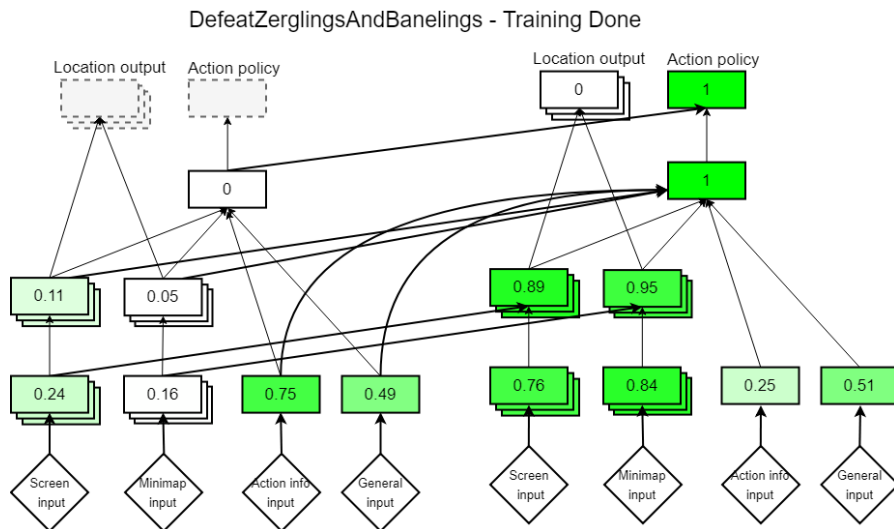 DefeatZerglingsAndBanelings - Training Done
Location output
Action policy
Location output
Action policy
0
1
0
1
0.11
0.05
0.89
0.95
0.24
0.16
0.75
0.49
0.76
0.84
0.25
0.51
Screen
input
Minimap
input
Action info
input
General
input
Screen
input
Minimap
input
Action info
input
General
input